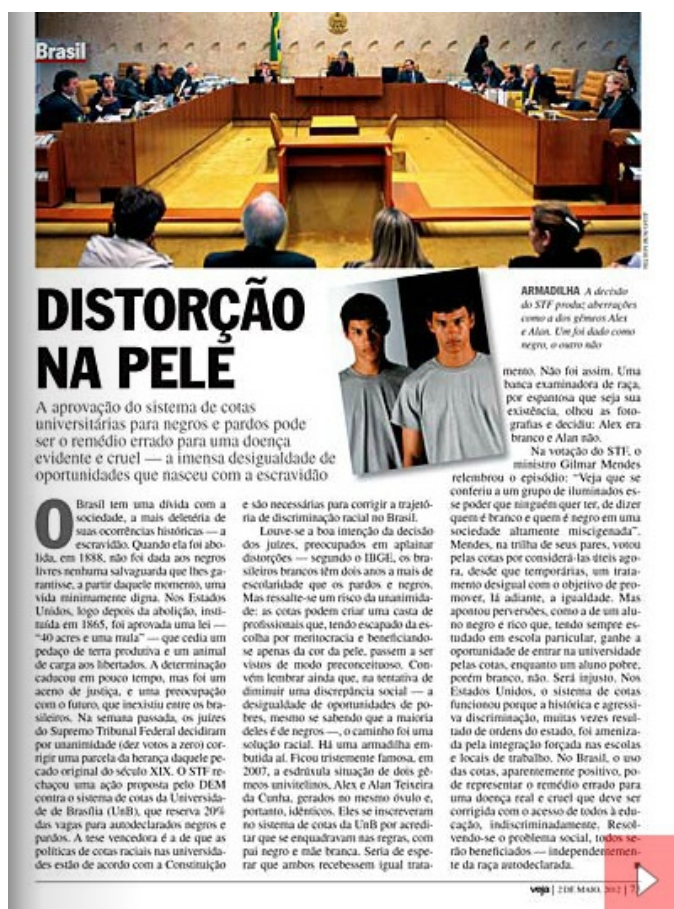 Brasil
DISTORÇÃO
NA PELE
A aprovação do sistema de cotas
universitárias para negros e pardos pode
ser o remédio errado para uma doença
evidente e cruel — a imensa desigualdade de
oportunidades que nasceu com a escravidão
ARMADILHA A decisão
do STF produz aberrações
como a dos gêmeos Alex
e Alan. Um foi dado como
negro, o outro não
O Brasil tem uma dívida com a
sociedade, a mais deletéria de
suas ocorrências históricas — a
escravidão. Quando ela foi abo-
lida, em 1888, não foi dada aos negros
livres nenhuma salvaguarda que lhes ga-
rantisse, a partir daquele momento, uma
vida minimamente digna. Nos Estados
Unidos, logo depois da abolição, insti-
tuída em 1865, foi aprovada uma lei —
“40 acres e uma mula” — que cedia um
pedaço de terra produtiva e um animal
de carga aos libertados. A determinação
caducou em pouco tempo, mas foi um
aceno de justiça, e uma preocupação
com o futuro, que inexistiu entre os bra-
sileiros. Na semana passada, os juízes
do Supremo Tribunal Federal decidiram
por unanimidade (dez votos a zero) cor-
rigir uma parcela da herança daquele pe-
cado original do século XIX. O STF re-
chaçou uma ação proposta pelo DEM
contra o sistema de cotas da Universida-
de de Brasília (UnB), que reserva 20%
das vagas para autodeclarados negros e
pardos. A tese vencedora é a de que as
políticas de cotas raciais nas universida-
des estão de acordo com a Constituição
e são necessárias para corrigir a trajetó-
ria de discriminação racial no Brasil.
Louve-se a boa intenção da decisão
dos juízes, preocupados em aplainar
distorções — segundo o IBGE, os bra-
sileiros brancos têm dois anos a mais de
escolaridade que os pardos e negros.
Mas ressalte-se um risco da unanimida-
de: as cotas podem criar uma casta de
profissionais que, tendo escapado da es-
colha por meritocracia e beneficiando-
se apenas da cor da pele, passem a ser
vistos de modo preconceituoso. Con-
vém lembrar ainda que, na tentativa de
diminuir uma discrepância social — a
desigualdade de oportunidades de po-
bres, mesmo se sabendo que a maioria
deles é de negros —, o caminho foi uma
solução racial. Há uma armadilha em-
butida aí. Ficou tristemente famosa, em
2007, a esdrúxula situação de dois gê-
meos univitelinos, Alex e Alan Teixeira
da Cunha, gerados no mesmo óvulo e,
portanto, idênticos. Eles se inscreveram
no sistema de cotas da UnB por acredi-
tar que se enquadravam nas regras, com
pai negro e mãe branca. Seria de espe-
rar que ambos recebessem igual trata-
mento. Não foi assim. Uma
banca examinadora de raça,
por espantosa que seja sua
existência, olhou as foto-
grafias e decidiu: Alex era
branco e Alan não.
Na votação do STF, o
ministro Gilmar Mendes
relembrou o episódio: “Veja que se
conferiu a um grupo de iluminados es-
se poder que ninguém quer ter, de dizer
quem é branco e quem é negro em uma
sociedade altamente miscigenada”.
Mendes, na trilha de seus pares, votou
pelas cotas por considerá-las úteis ago-
ra, desde que temporárias, um trata-
mento desigual com o objetivo de pro-
mover, lá adiante, a igualdade. Mas
apontou perversões, como a de um alu-
no negro e rico que, tendo sempre es-
tudado em escola particular, ganhe a
oportunidade de entrar na universidade
pelas cotas, enquanto um aluno pobre,
porém branco, não. Será injusto. Nos
Estados Unidos, o sistema de cotas
funcionou porque a histórica e agressi-
va discriminação, muitas vezes resul-
tado de ordens do estado, foi ameniza-
da pela integração forçada nas escolas
e locais de trabalho. No Brasil, o uso
das cotas, aparentemente positivo, po-
de representar o remédio errado para
uma doença real e cruel que deve ser
corrigida com o acesso de todos à edu-
cação, indiscriminadamente. Resol-
vendo-se o problema social, todos se-
rão beneficiados — independentemen-
te da raça autodeclarada.
veja | 2 DE MAIO, 2012 |